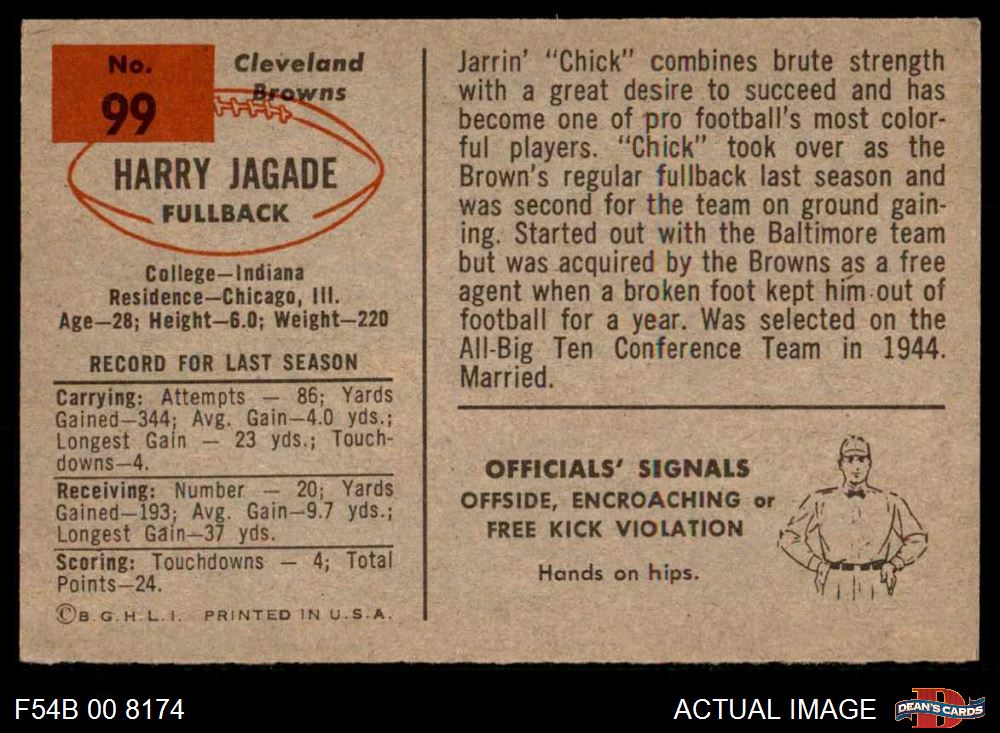 No.
99
Cleveland
Browns
HARRY JAGADE
FULLBACK
College—Indiana
Residence—Chicago, Ill.
Age—28; Height—6.0; Weight—220
RECORD FOR LAST SEASON
Carrying: Attempts — 86; Yards
Gained—344; Avg. Gain—4.0 yds.;
Longest Gain — 23 yds.; Touch-
downs—4.
Receiving: Number — 20; Yards
Gained—193; Avg. Gain—9.7 yds.;
Longest Gain—37 yds.
Scoring: Touchdowns — 4; Total
Points—24.
©B.G.H.L.I. PRINTED IN U.S.A.
Jarrin' "Chick" combines brute strength
with a great desire to succeed and has
become one of pro football's most color-
ful players. "Chick" took over as the
Brown's regular fullback last season and
was second for the team on ground gain-
ing. Started out with the Baltimore team
but was acquired by the Browns as a free
agent when a broken foot kept him out of
football for a year. Was selected on the
All-Big Ten Conference Team in 1944.
Married.
OFFICIALS' SIGNALS
OFFSIDE, ENCROACHING or
FREE KICK VIOLATION
Hands on hips.
F54B 00 8174
ACTUAL IMAGE
D
DEAN'S CARDS